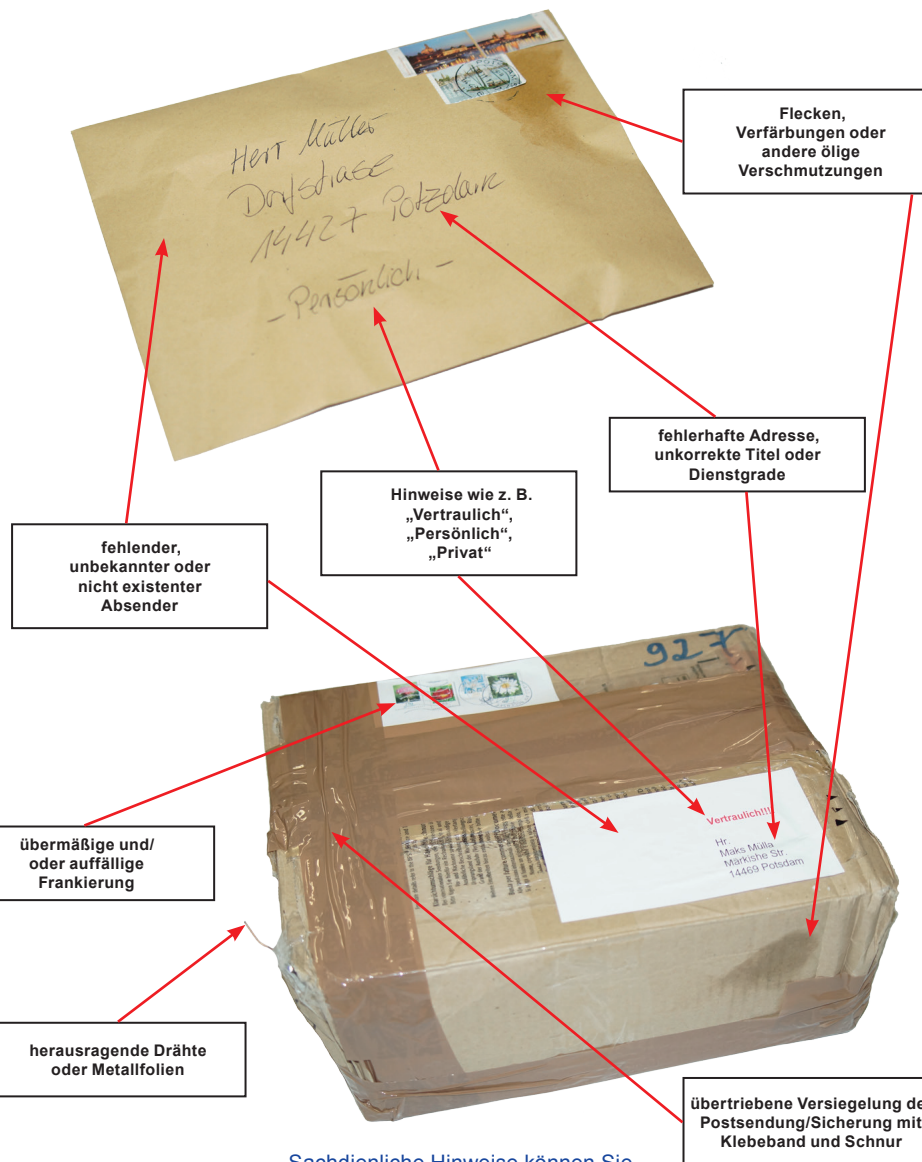 Flecken,
Verfärbungen oder
andere ölige
Verschmutzungen
Herr Müller
Dorfstrase
14427 Potzdam
- Persönlich -
fehlerhafte Adresse,
unkorrekte Titel oder
Dienstgrade
Hinweise wie z. B.
„Vertraulich“,
„Persönlich“,
„Privat“
fehlender,
unbekannter oder
nicht existenter
Absender
927
Vertraulich!!!
Hr.
Maks Mülla
Märkishe Str.
14469 Potsdam
übermäßige und/
oder auffällige
Frankierung
herausragende Drähte
oder Metallfolien
übertriebene Versiegelung de
Postsendung/Sicherung mit
Klebeband und Schnur
Sachdienliche Hinweise können Sie